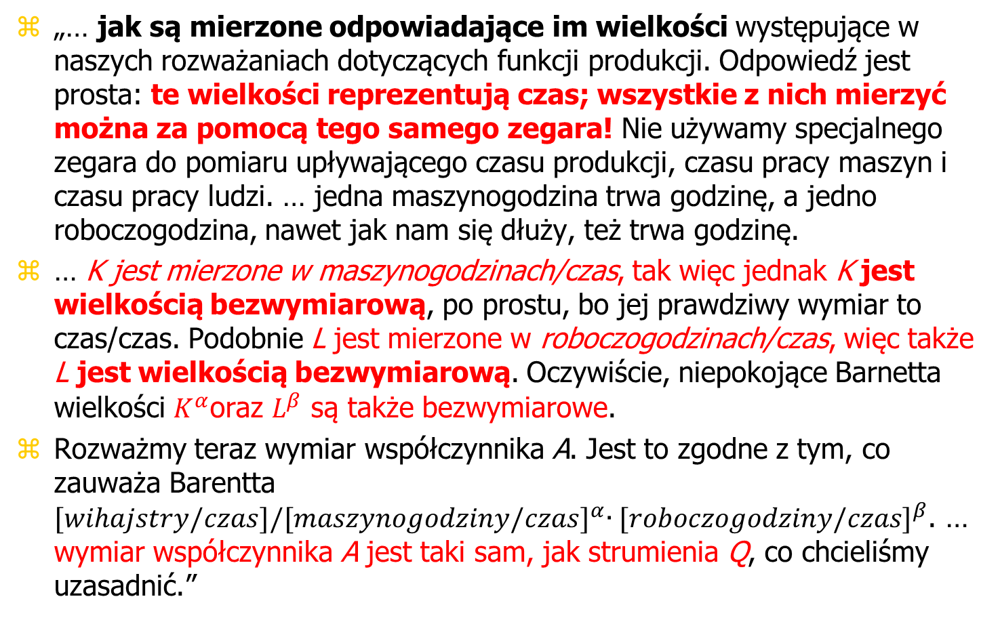 ⌘ „… jak są mierzone odpowiadające im wielkości występujące w
naszych rozważaniach dotyczących funkcji produkcji. Odpowiedź jest
prosta: te wielkości reprezentują czas; wszystkie z nich mierzyć
można za pomocą tego samego zegara! Nie używamy specjalnego
zegara do pomiaru upływającego czasu produkcji, czasu pracy maszyn i
czasu pracy ludzi. … jedna maszynogodzina trwa godzinę, a jedno
roboczogodzina, nawet jak nam się dłuży, też trwa godzinę.
⌘ … K jest mierzone w maszynogodzinach/czas, tak więc jednak K jest
wielkością bezwymiarową, po prostu, bo jej prawdziwy wymiar to
czas/czas. Podobnie L jest mierzone w roboczogodzinach/czas, więc także
L jest wielkością bezwymiarową. Oczywiście, niepokojące Barnetta
wielkości K^α oraz L^β są także bezwymiarowe.
⌘ Rozważmy teraz wymiar współczynnika A. Jest to zgodne z tym, co
zauważa Barentta
[wihajstry/czas]/[maszynogodziny/czas]^α· [roboczogodziny/czas]^β. …
wymiar współczynnika A jest taki sam, jak strumienia Q, co chcieliśmy
uzasadnić.”